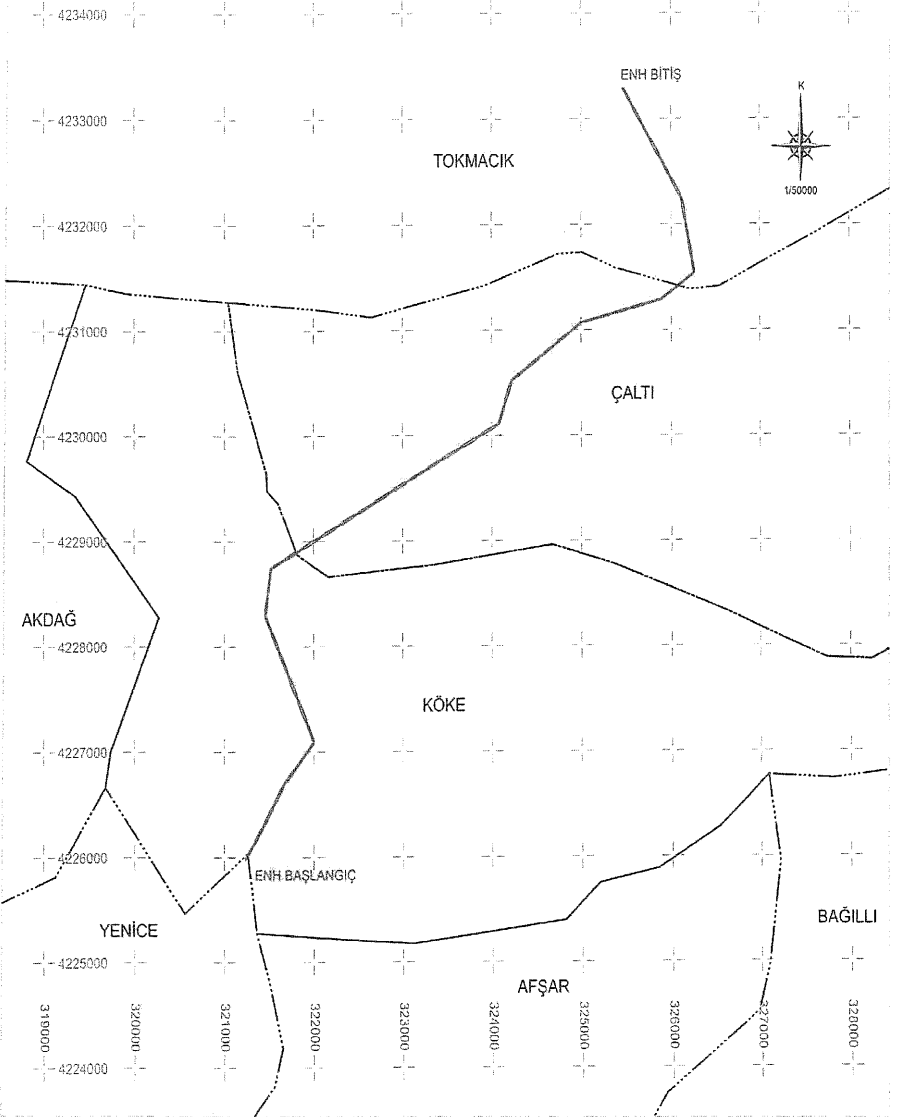 4234000
ENH BİTİŞ
K
4233000
TOKMACIK
1/50000
4232000
4231000
ÇALTI
4230000
4229000
AKDAĞ
4228000
KÖKE
4227000
4226000
ENH BAŞLANGIÇ
YENİCE
BAĞILLI
4225000
AFŞAR
319000
320000
321000
322000
323000
324000
325000
326000
327000
328000
4224000